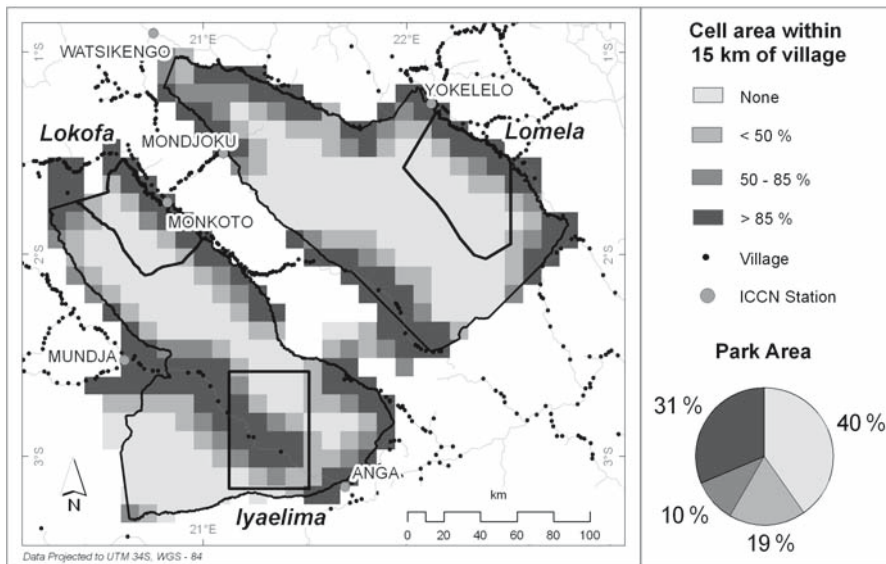 21°E
22°E
1°S
1°S
WATSIKENGO
YOKELELO
Lokofa
Lomela
MONDJOKU
MONKOTO
2°S
2°S
MUNDJA
3°S
3°S
ANGA
N
Iyaelima
21°E
km
0 20 40 60 80 100
Data Projected to UTM 34S, WGS - 84
Cell area within
15 km of village
None
< 50 %
50 - 85 %
> 85 %
Village
ICCN Station
Park Area
31 %
40 %
10 %
19 %